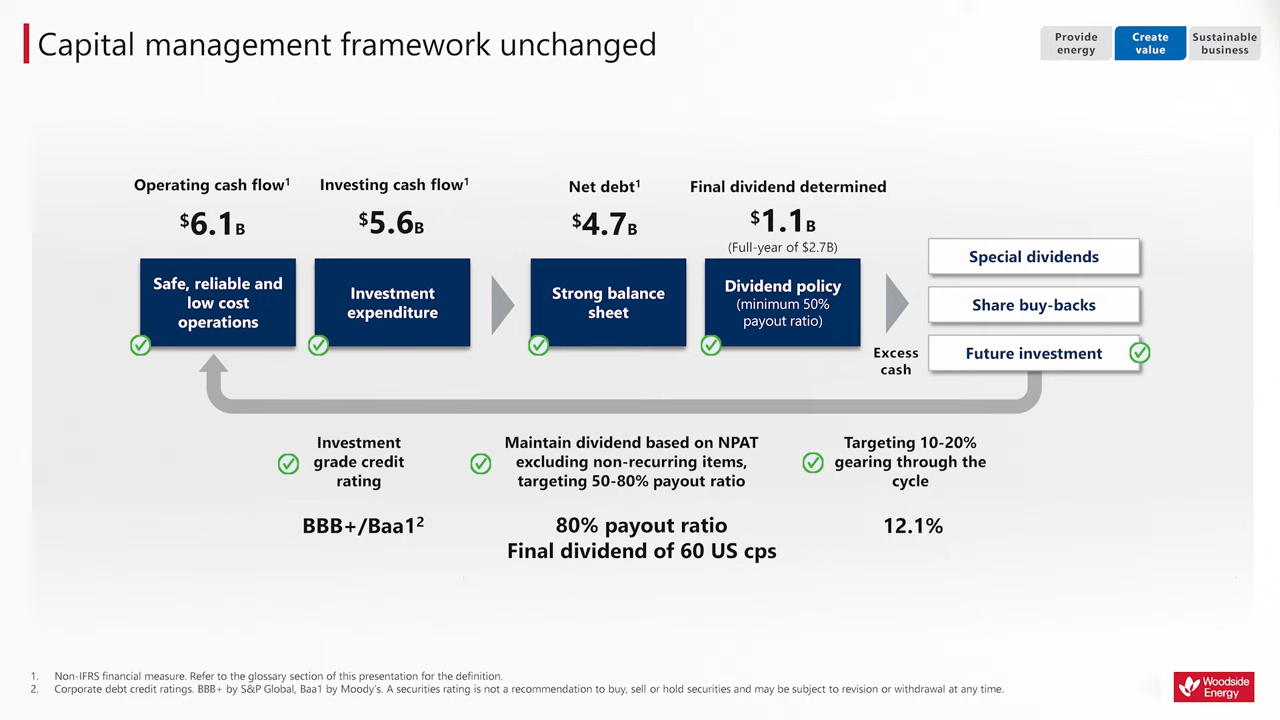 Capital management framework unchanged
Provide
energy
Create
value
Sustainable
business
Operating cash flow1
$6.1B
Safe, reliable and
low cost
operations
Investing cash flow1
$5.6B
Investment
expenditure
Net debt1
$4.7B
Strong balance
sheet
Final dividend determined
$1.1B
(Full-year of $2.7B)
Dividend policy
(minimum 50%
payout ratio)
Excess
cash
Special dividends
Share buy-backs
Future investment
Investment
grade credit
rating
BBB+/Baa12
Maintain dividend based on NPAT
excluding non-recurring items,
targeting 50-80% payout ratio
80% payout ratio
Final dividend of 60 US cps
Targeting 10-20%
gearing through the
cycle
12.1%
1. Non-IFRS financial measure. Refer to the glossary section of this presentation for the definition.
2. Corporate debt credit ratings. BBB+ by S&P Global, Baa1 by Moody's. A securities rating is not a recommendation to buy, sell or hold securities and may be subject to revision or withdrawal at any time.
Woodside
Energy